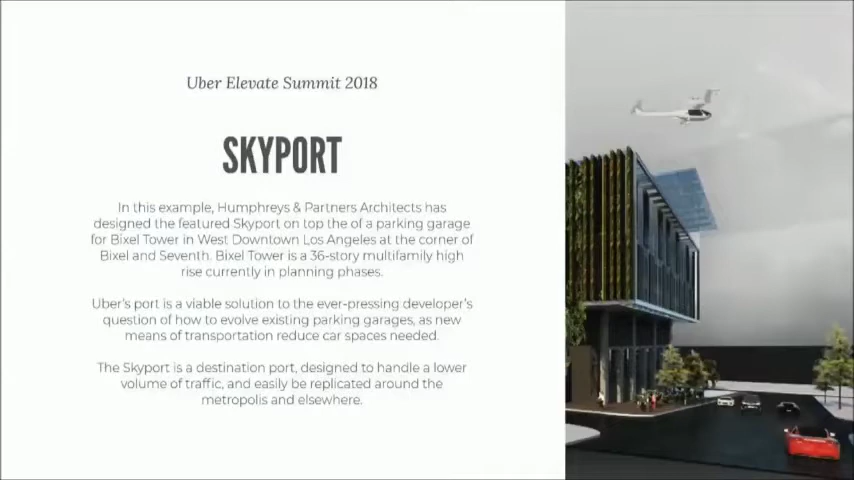 Uber Elevate Summit 2018
SKYPORT
In this example, Humphreys & Partners Architects has
designed the featured Skyport on top the of a parking garage
for Bixel Tower in West Downtown Los Angeles at the corner of
Bixel and Seventh. Bixel Tower is a 36-story multifamily high
rise currently in planning phases.
Uber's port is a viable solution to the ever-pressing developer's
question of how to evolve existing parking garages, as new
means of transportation reduce car spaces needed.
The Skyport is a destination port, designed to handle a lower
volume of traffic, and easily be replicated around the
metropolis and elsewhere.